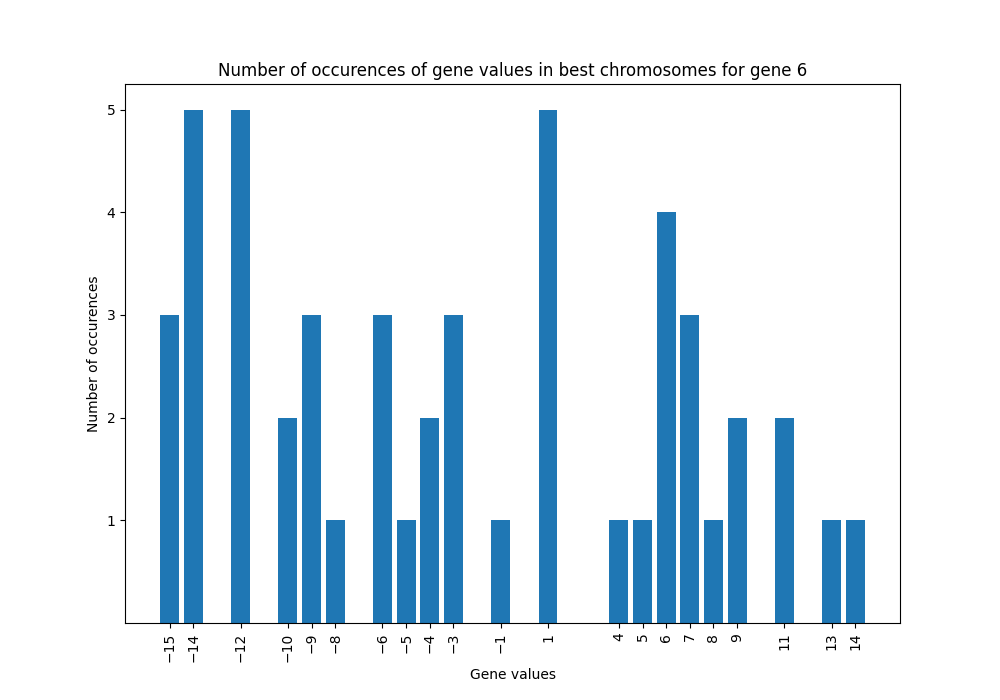 Number of occurences of gene values in best chromosomes for gene 6
Number of occurences
5
4
3
2
1
−15 −14 −12 −10 −9 −8 −6 −5 −4 −3 −1 1 4 5 6 7 8 9 11 13 14
Gene values